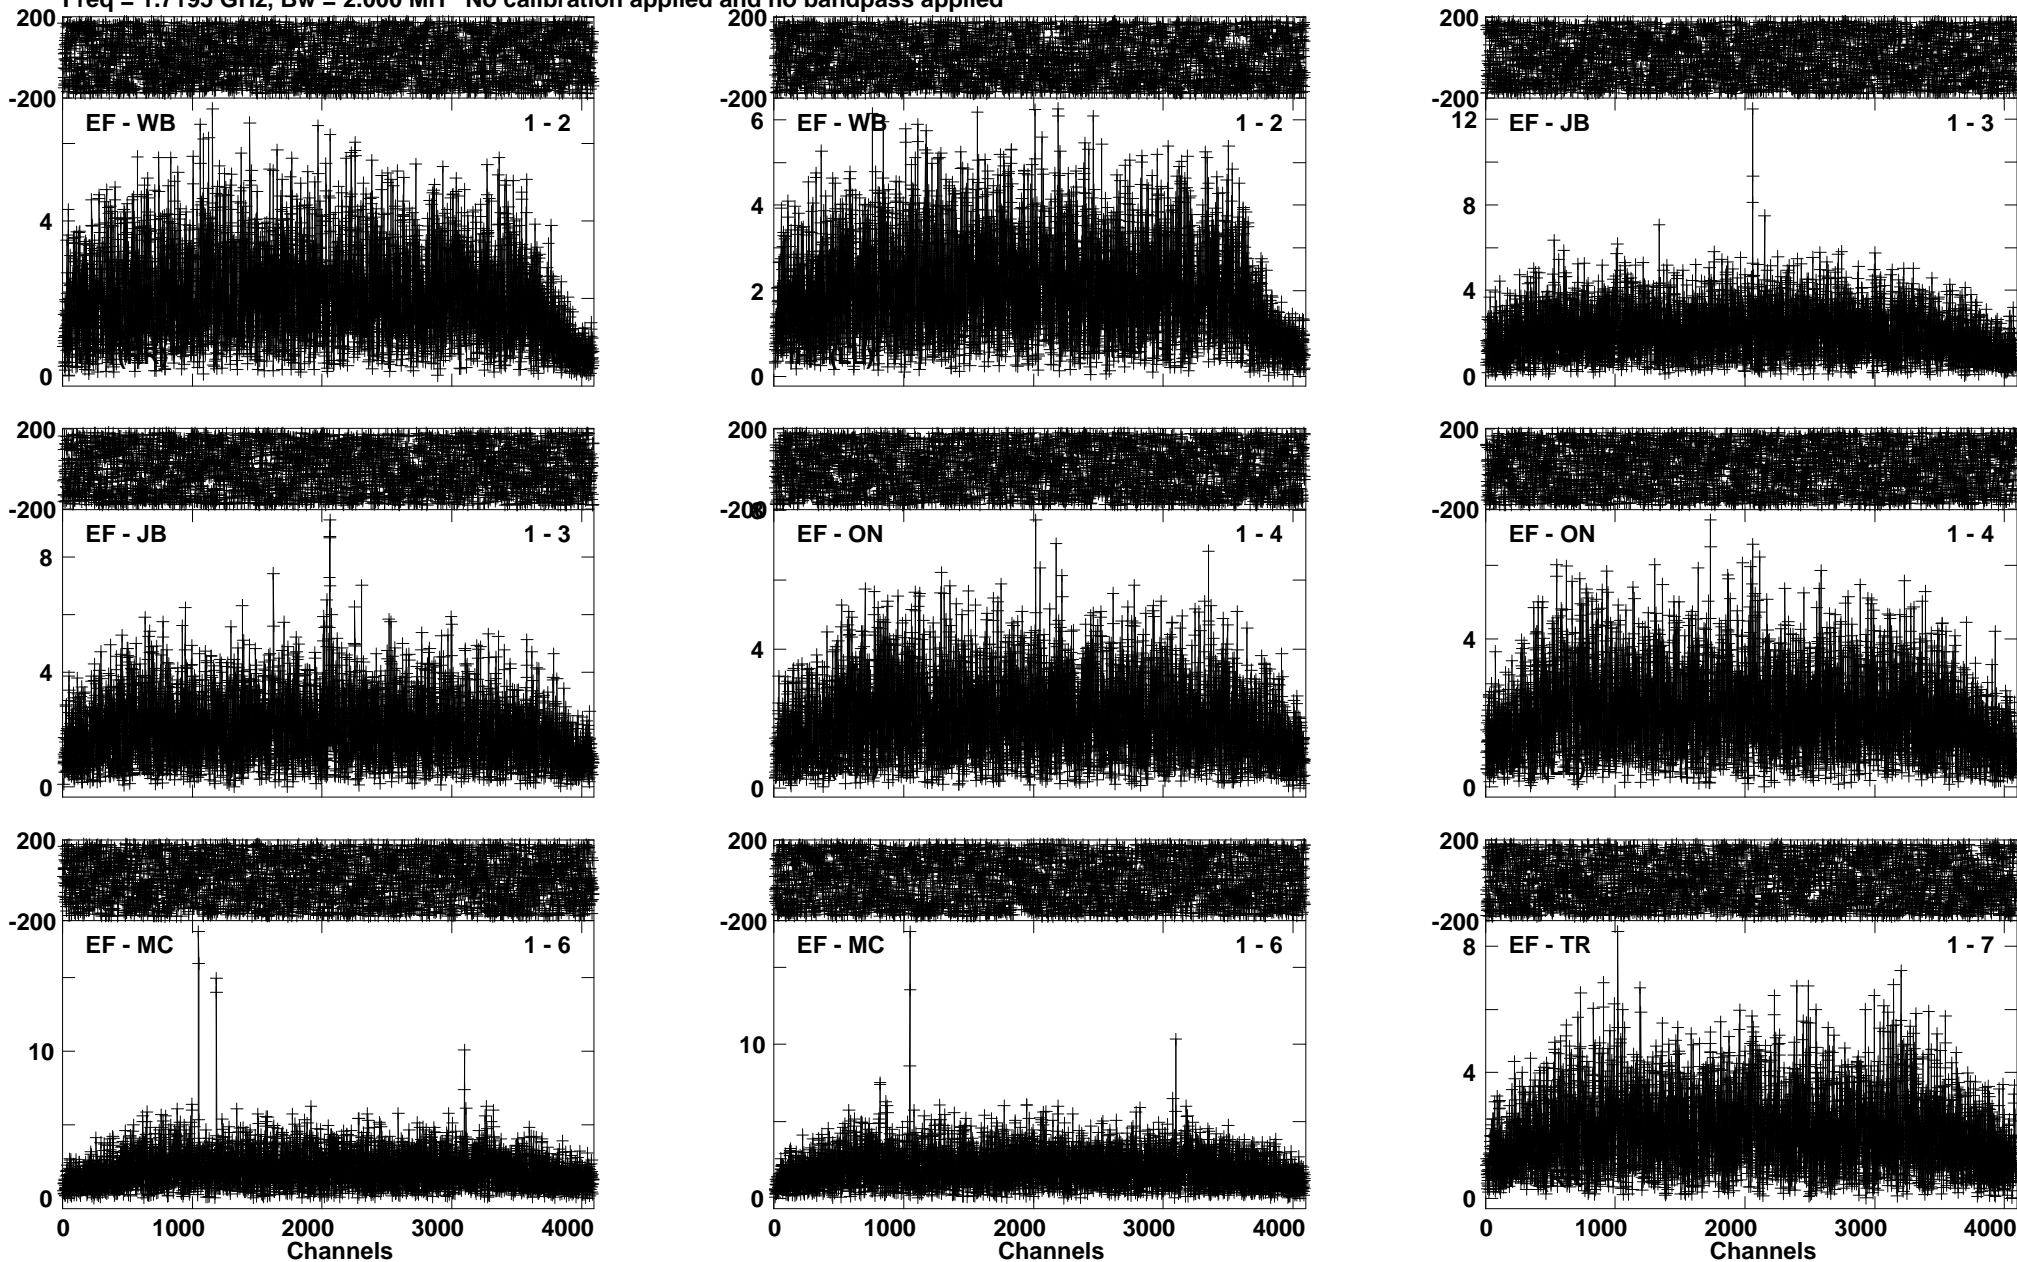 Freq = 1.7195 GHz, Bw = 2.000 MH No calibration applied and no bandpass applied
200 200 200
-200 -200 -200
EF - WB 1 - 2 EF - WB 1 - 2 EF - JB 1 - 3
4 0
6 4 2 0
12 8 4 0
200 200 200
-200 -200 -200
EF - JB 1 - 3 EF - ON 1 - 4 EF - ON 1 - 4
8 4 0
8 4 0
4 0
200 200 200
-200 -200 -200
EF - MC 1 - 6 EF - MC 1 - 6 EF - TR 1 - 7
10 0
10 0
8 4 0
0 1000 2000 3000 4000 0 1000 2000 3000 4000 0 1000 2000 3000 4000
Channels Channels Channels